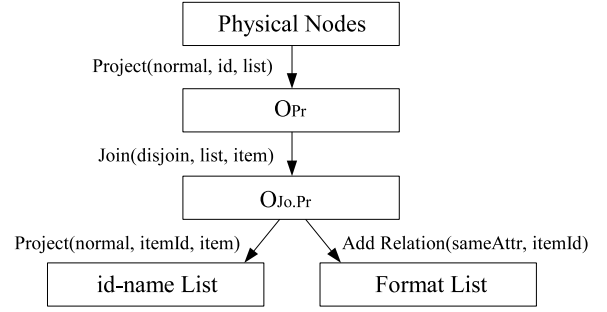 Physical Nodes
Project(normal, id, list)
OPr
Join(disjoin, list, item)
OJo.Pr
Project(normal, itemId, item)
Add Relation(sameAttr, itemId)
id-name List
Format List